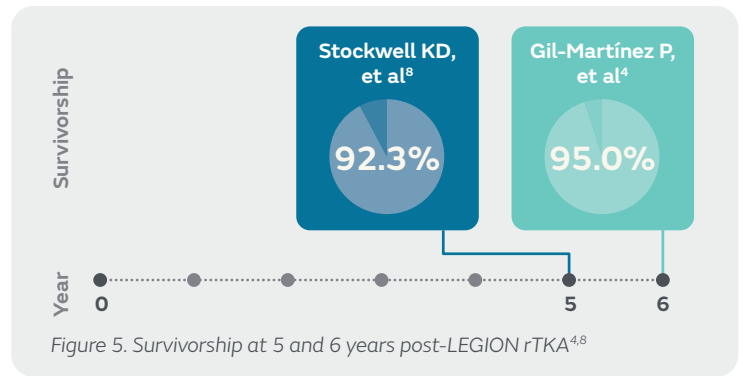 Survivorship
Stockwell KD,
et al⁸
92.3%
Gil-Martínez P,
et al⁴
95.0%
Year
0
5
6
Figure 5. Survivorship at 5 and 6 years post-LEGION rTKA⁴,⁸